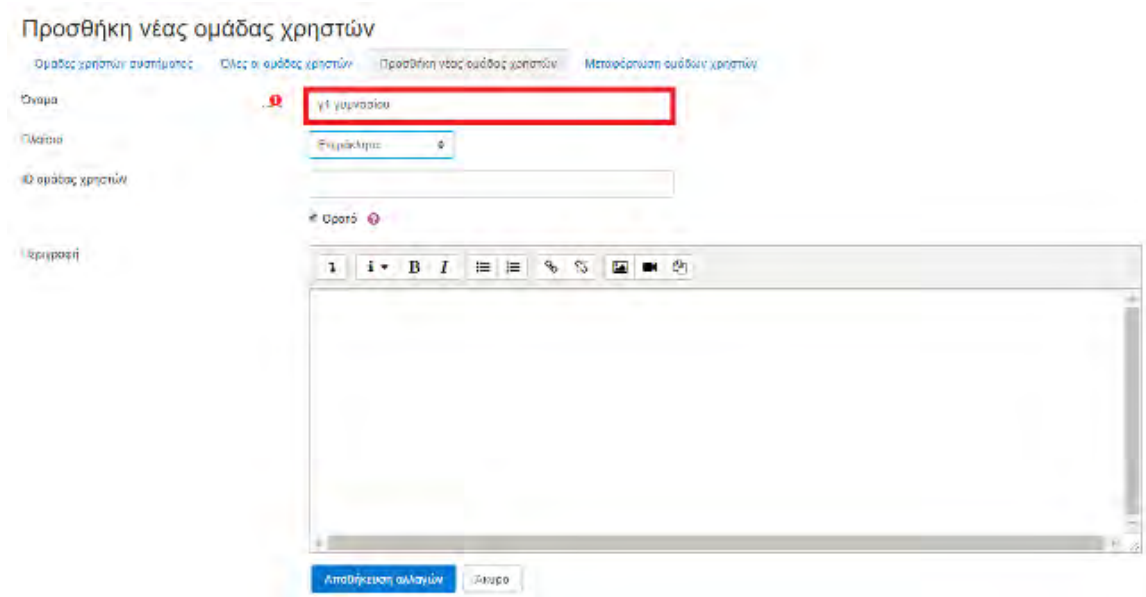 Προσθήκη νέας ομάδας χρηστών
Ομάδες χρηστών συστήματος Όλες οι ομάδες χρηστών Προσθήκη νέας ομάδας χρηστών Μεταφόρτωση ομάδων χρηστών
Όνομα γ1 γυμνασίου
Πλαίσιο
ID ομάδας χρηστών
Ορατό
Περιγραφή
B I
Αποθήκευση αλλαγών Άκυρο